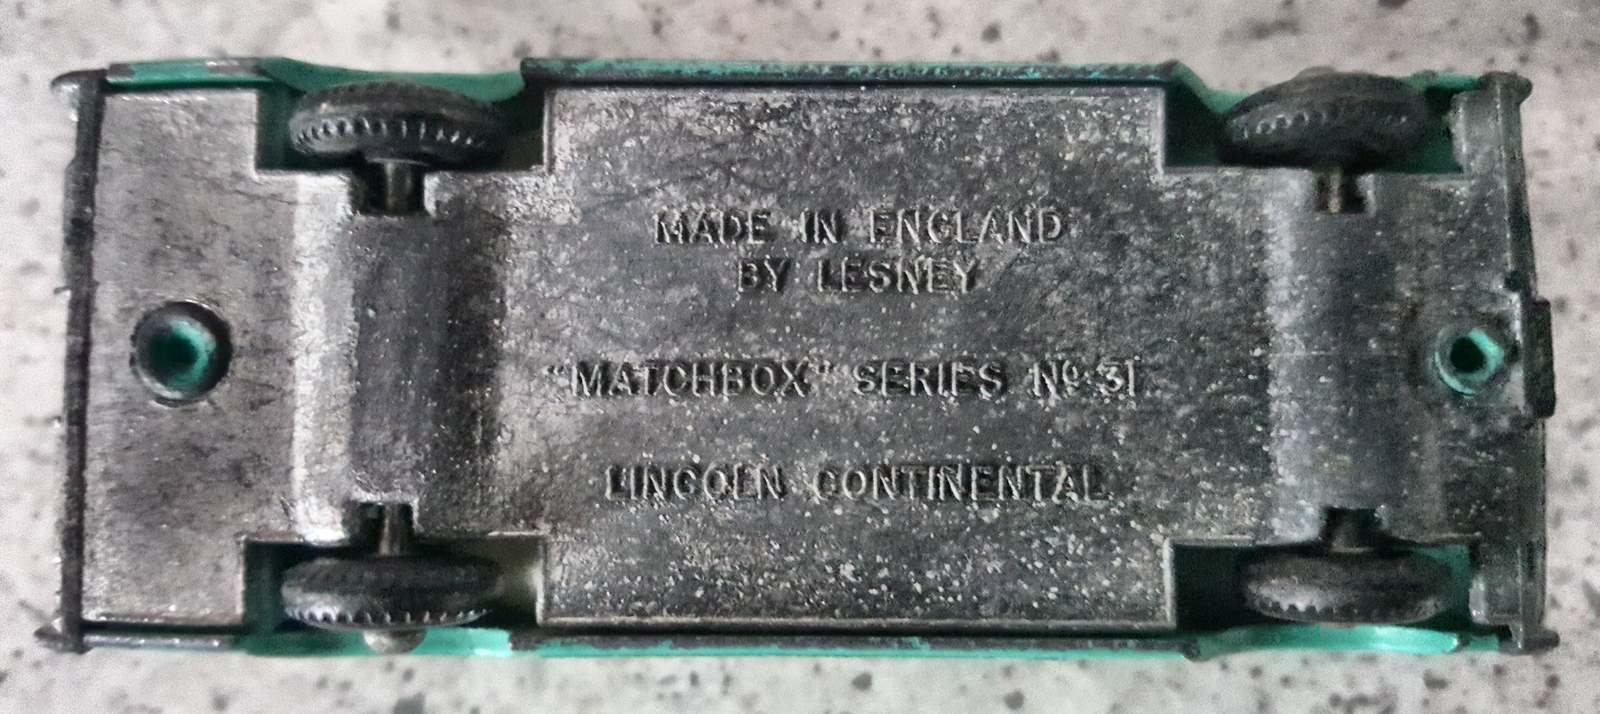 MADE IN ENGLAND
BY LESNEY
"MATCHBOX" SERIES Nº 31
LINCOLN CONTINENTAL